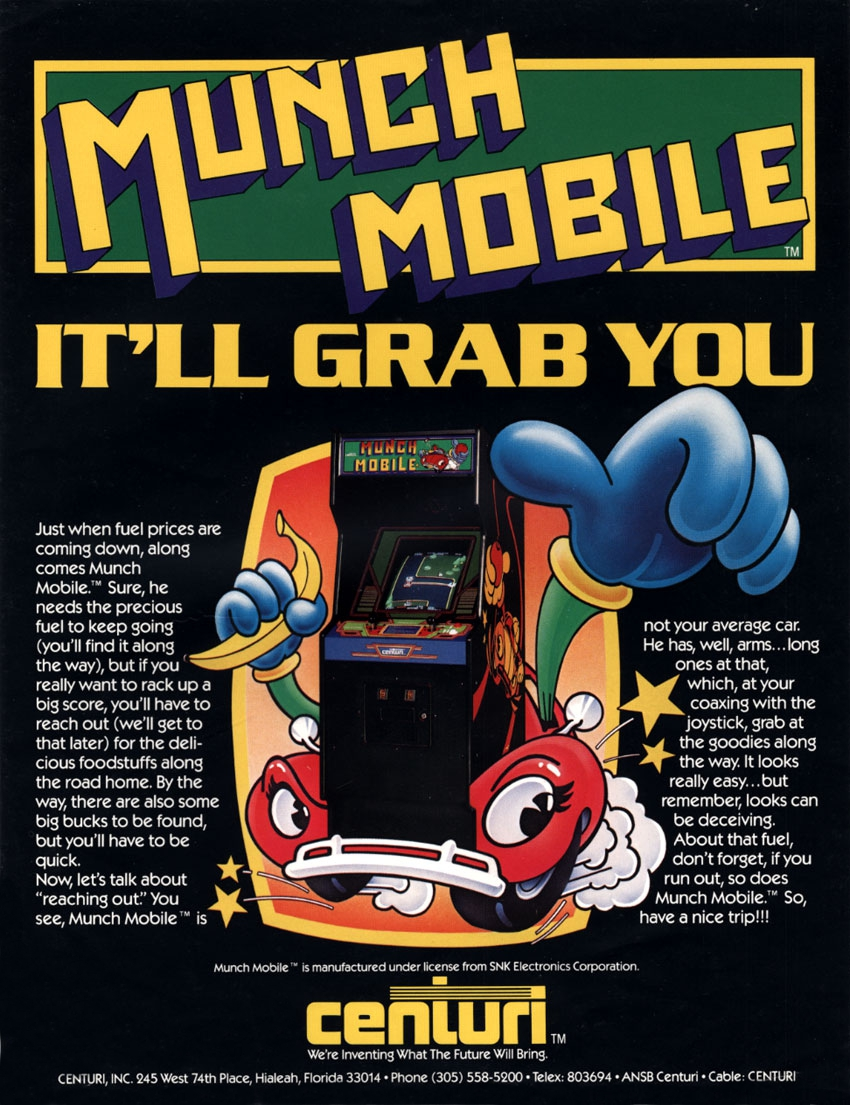 MUNCH
MOBILE
TM
IT'LL GRAB YOU
MUNCH
MOBILE
centuri
Just when fuel prices are
coming down, along
comes Munch
Mobile.™ Sure, he
needs the precious
fuel to keep going
(you'll find it along
the way), but if you
really want to rack up a
big score, you'll have to
reach out (we'll get to
that later) for the deli-
cious foodstuffs along
the road home. By the
way, there are also some
big bucks to be found,
but you'll have to be
quick.
Now, let's talk about
"reaching out." You
see, Munch Mobile™ is
not your average car.
He has, well, arms...long
ones at that,
which, at your
coaxing with the
joystick, grab at
the goodies along
the way. It looks
really easy...but
remember, looks can
be deceiving.
About that fuel,
don't forget, if you
run out, so does
Munch Mobile.™ So,
have a nice trip!!!
Munch Mobile™ is manufactured under license from SNK Electronics Corporation.
centuri TM
We're Inventing What The Future Will Bring.
CENTURI, INC. 245 West 74th Place, Hialeah, Florida 33014 • Phone (305) 558-5200 • Telex: 803694 • ANSB Centuri • Cable: CENTURI